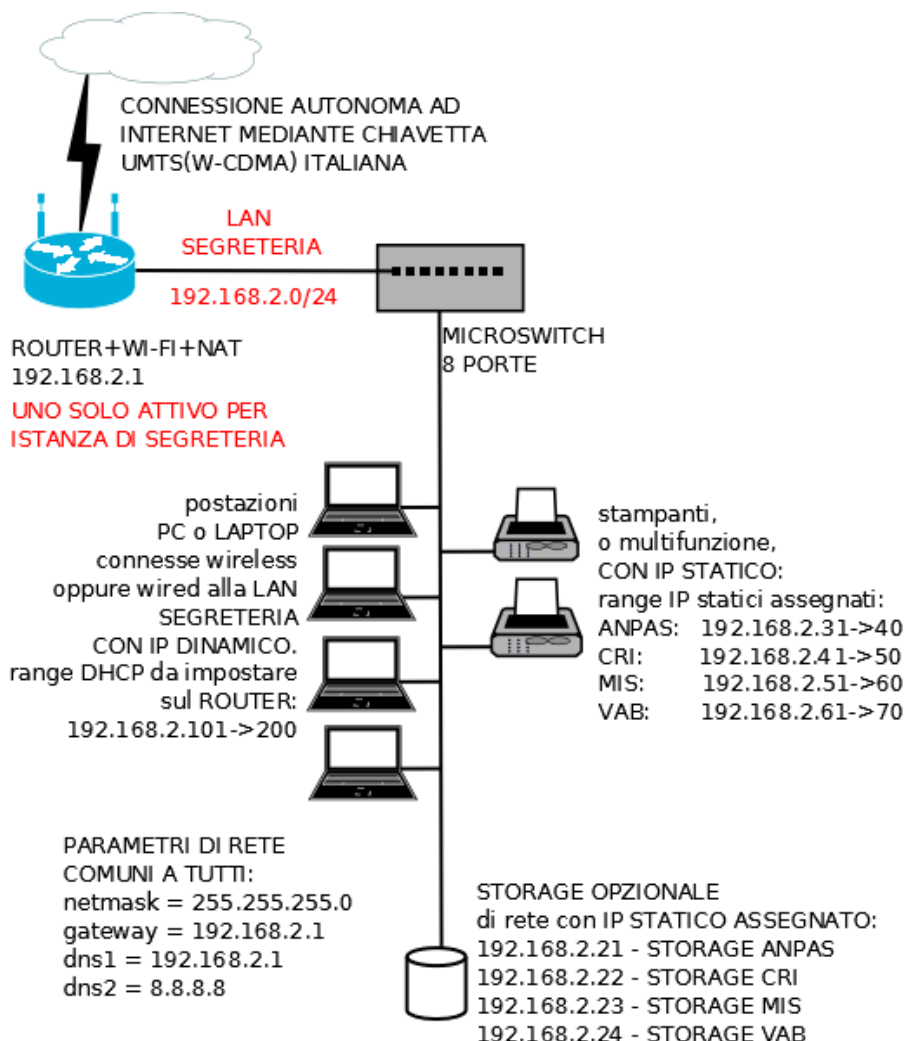 CONNESSIONE AUTONOMA AD
INTERNET MEDIANTE CHIAVETTA
UMTS(W-CDMA) ITALIANA
LAN
SEGRETERIA
192.168.2.0/24
ROUTER+WI-FI+NAT
192.168.2.1
UNO SOLO ATTIVO PER
ISTANZA DI SEGRETERIA
MICROSWITCH
8 PORTE
postazioni
PC o LAPTOP
connesse wireless
oppure wired alla LAN
SEGRETERIA
CON IP DINAMICO.
range DHCP da impostare
sul ROUTER:
192.168.2.101->200
stampanti,
o multifunzione,
CON IP STATICO:
range IP statici assegnati:
ANPAS: 192.168.2.31->40
CRI: 192.168.2.41->50
MIS: 192.168.2.51->60
VAB: 192.168.2.61->70
PARAMETRI DI RETE
COMUNI A TUTTI:
netmask = 255.255.255.0
gateway = 192.168.2.1
dns1 = 192.168.2.1
dns2 = 8.8.8.8
STORAGE OPZIONALE
di rete con IP STATICO ASSEGNATO:
192.168.2.21 - STORAGE ANPAS
192.168.2.22 - STORAGE CRI
192.168.2.23 - STORAGE MIS
192.168.2.24 - STORAGE VAB